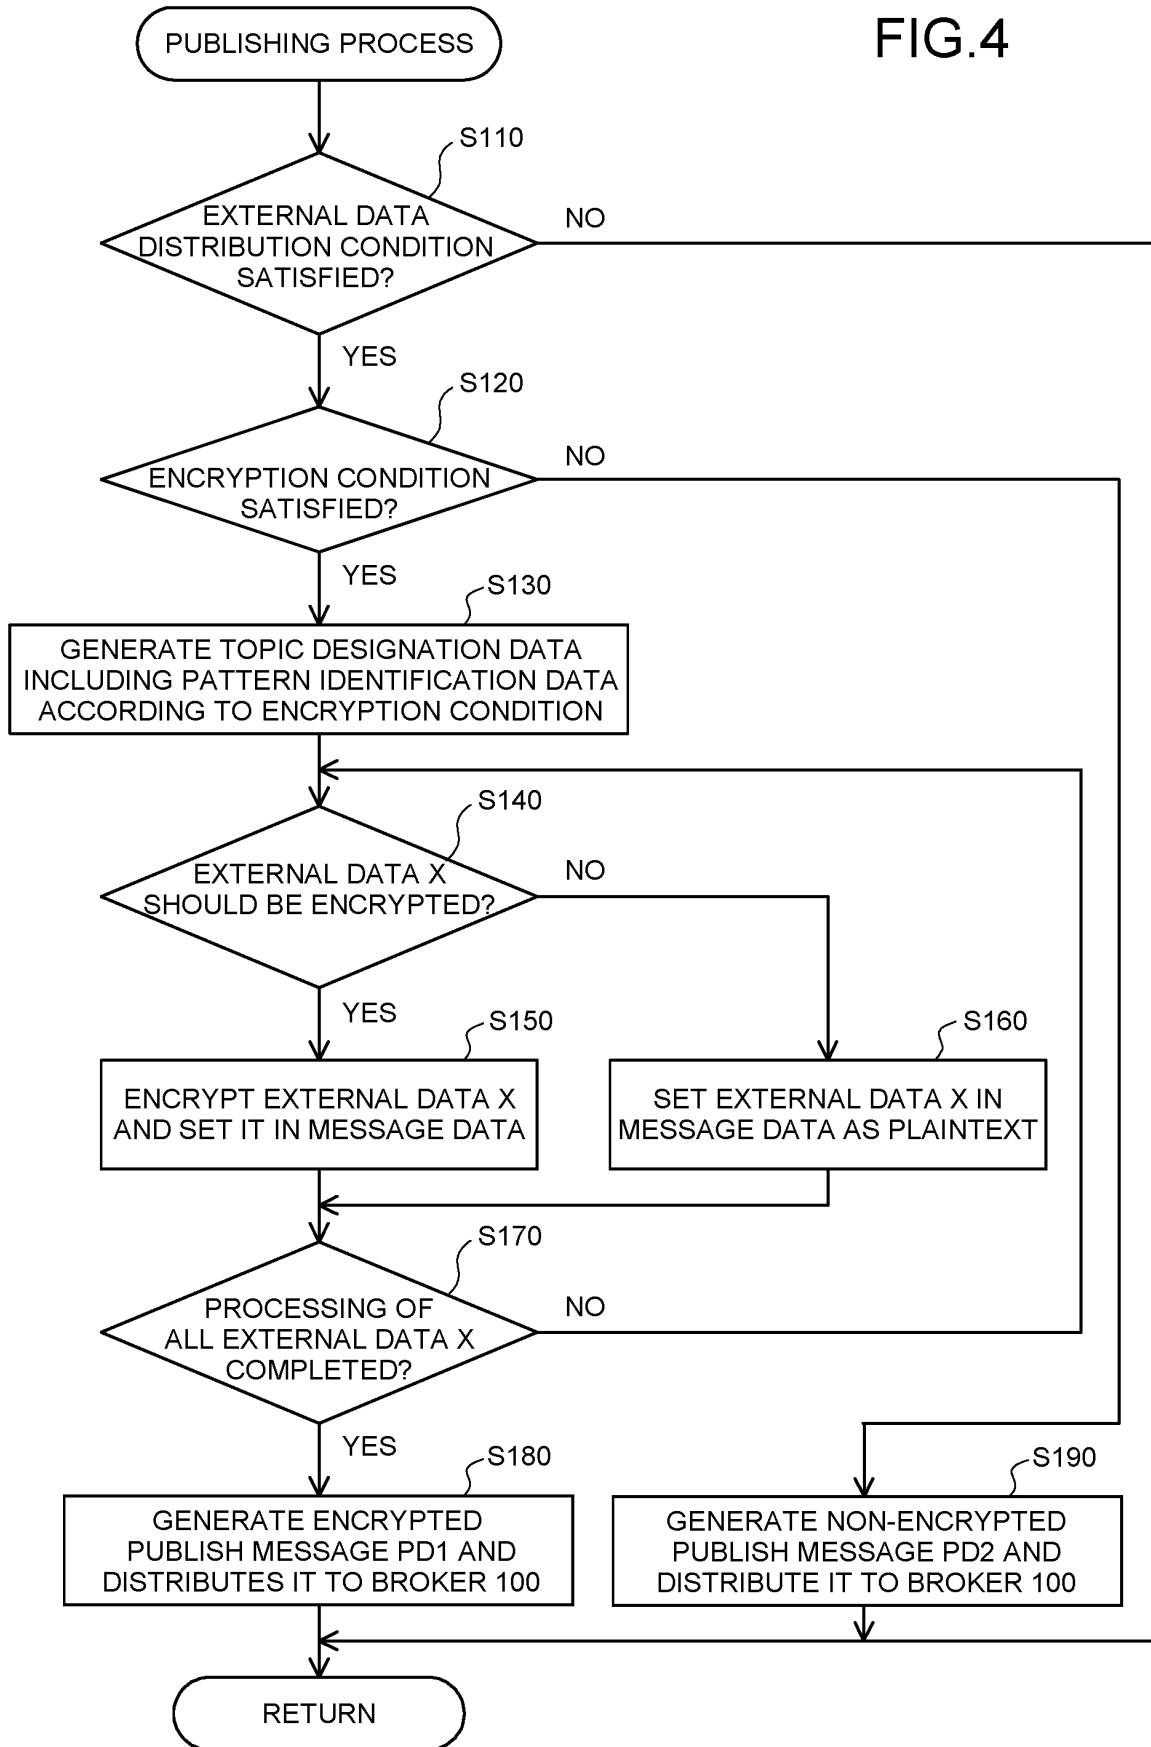 PUBLISHING PROCESS
FIG.4
S110
EXTERNAL DATA
DISTRIBUTION CONDITION
SATISFIED?
NO
YES
S120
ENCRYPTION CONDITION
SATISFIED?
NO
YES
S130
GENERATE TOPIC DESIGNATION DATA
INCLUDING PATTERN IDENTIFICATION DATA
ACCORDING TO ENCRYPTION CONDITION
S140
EXTERNAL DATA X
SHOULD BE ENCRYPTED?
NO
YES
S150
ENCRYPT EXTERNAL DATA X
AND SET IT IN MESSAGE DATA
S160
SET EXTERNAL DATA X IN
MESSAGE DATA AS PLAINTEXT
S170
PROCESSING OF
ALL EXTERNAL DATA X
COMPLETED?
NO
YES
S180
GENERATE ENCRYPTED
PUBLISH MESSAGE PD1 AND
DISTRIBUTES IT TO BROKER 100
S190
GENERATE NON-ENCRYPTED
PUBLISH MESSAGE PD2 AND
DISTRIBUTE IT TO BROKER 100
RETURN